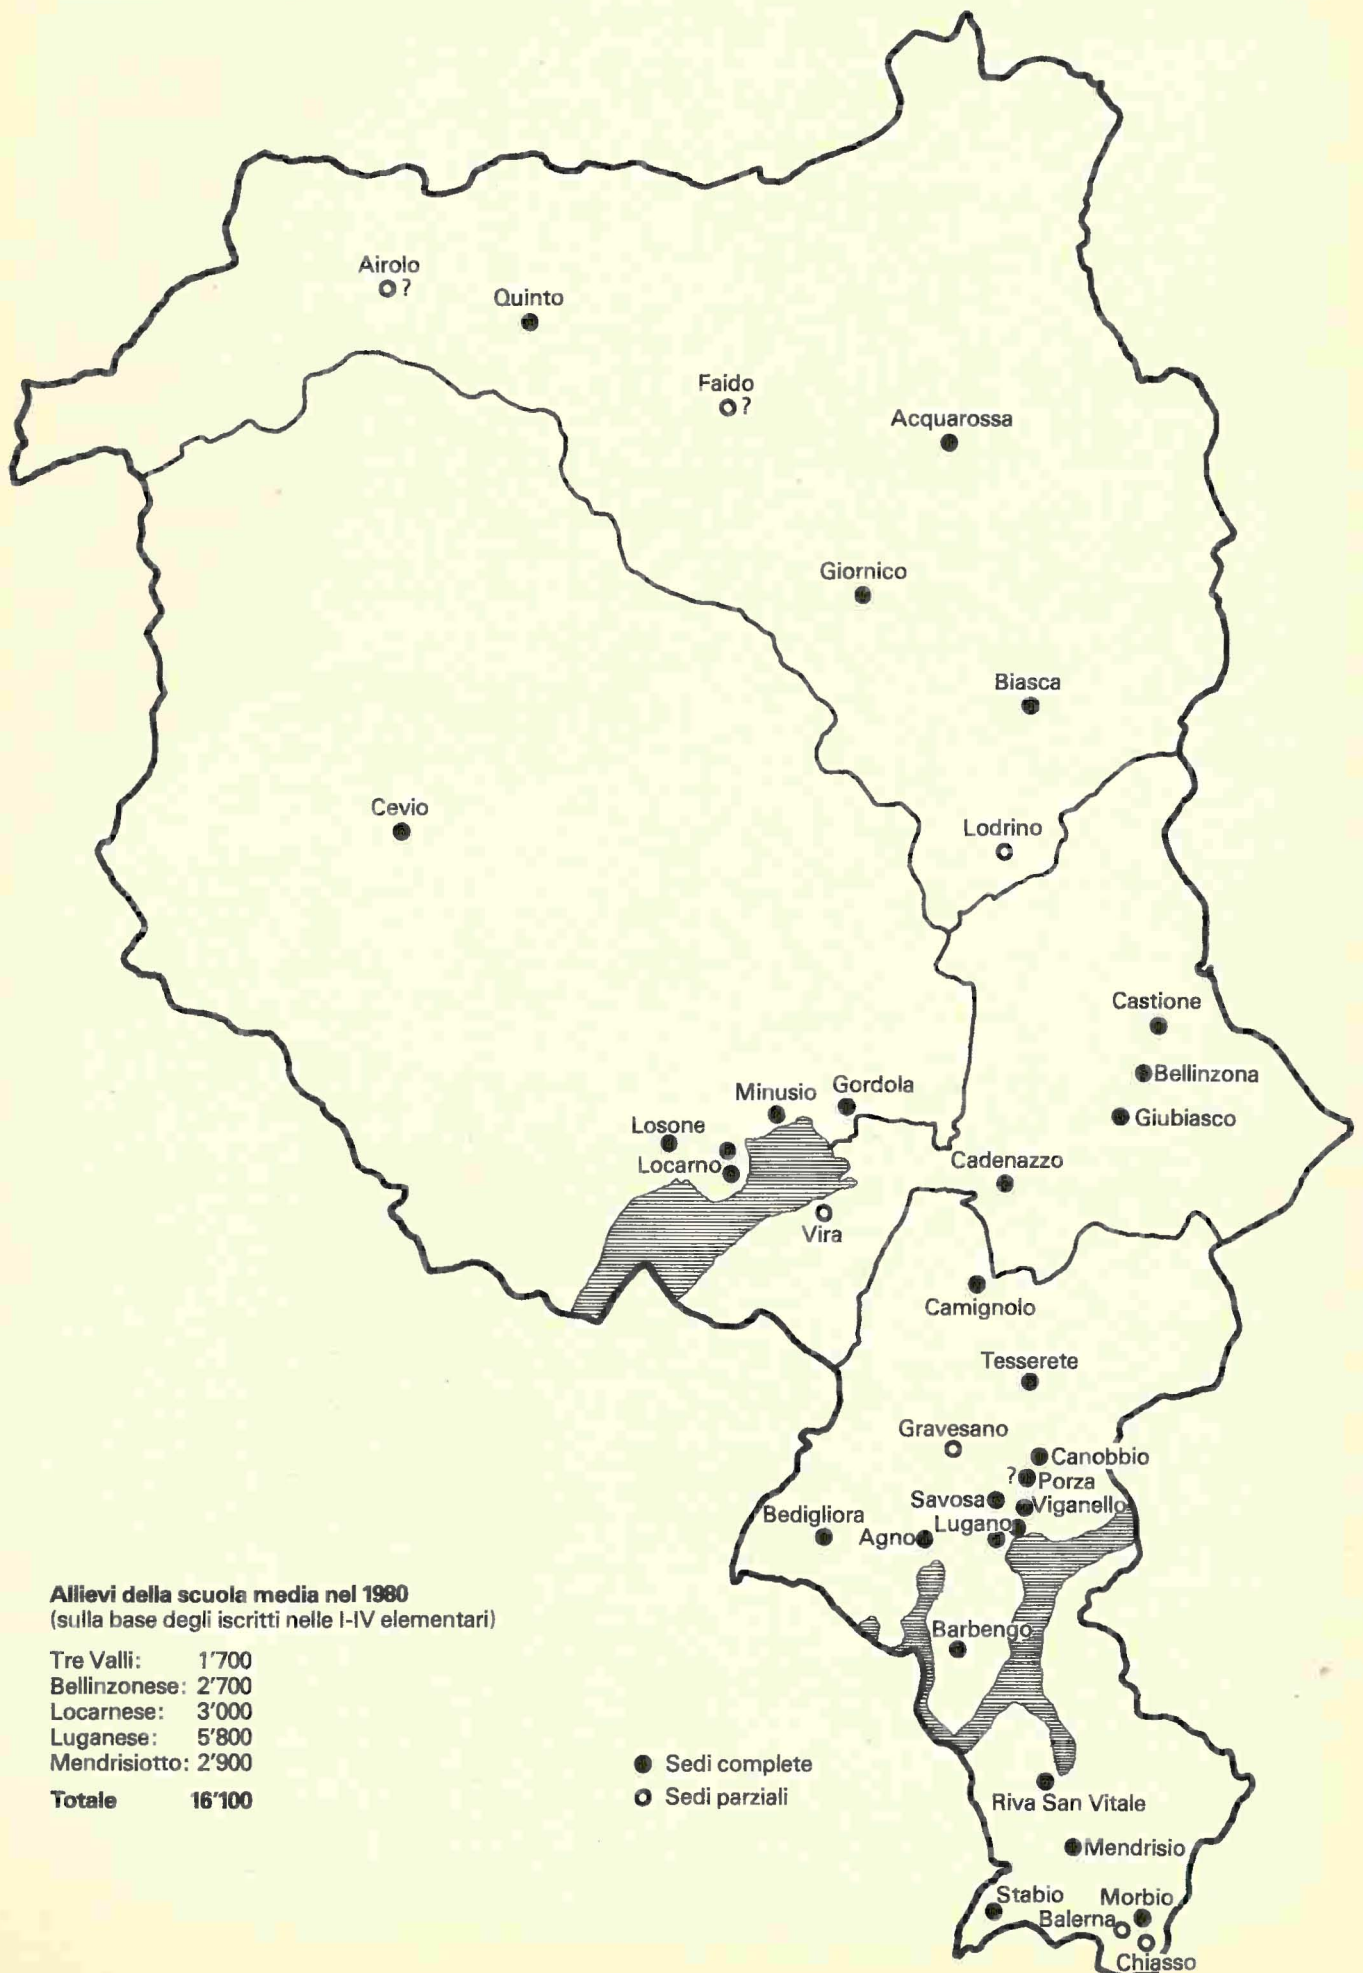 Airolo
?
Quinto
Faido
?
Acquarossa
Giornico
Biasca
Cevio
Lodrino
Castione
Bellinzona
Minusio
Gordola
Losone
Giubiasco
Locarno
Cadenazzo
Vira
Camignolo
Tesserete
Gravesano
Canobbio
? Porza
Savosa
Viganello
Bedigliora
Agno
Lugano
Barbengo
Allievi della scuola media nel 1980
(sulla base degli iscritti nelle I-IV elementari)
Tre Valli: 1'700
Bellinzonese: 2'700
Locarnese: 3'000
Luganese: 5'800
Mendrisiotto: 2'900
Totale 16'100
Sedi complete
Sedi parziali
Riva San Vitale
Mendrisio
Stabio
Morbio
Balerna
Chiasso